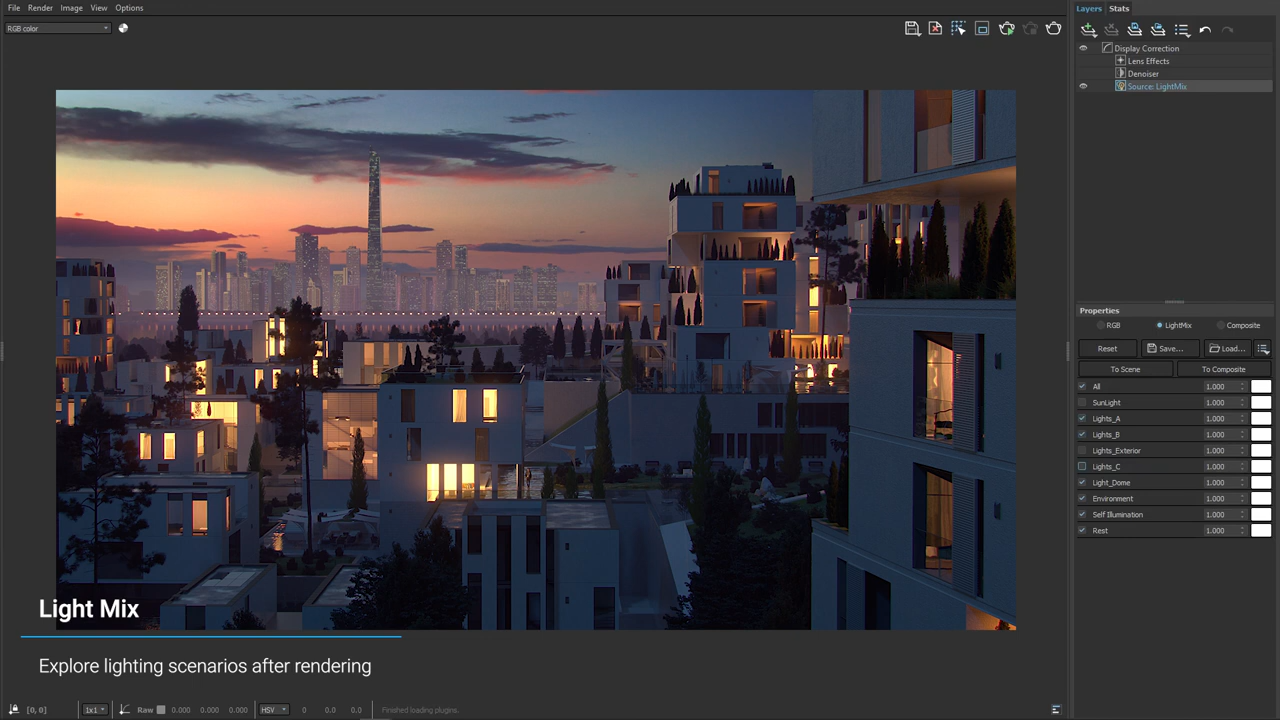 File Render Image View Options
Layers Stats
RGB color
Display Correction
Lens Effects
Denoiser
Source: LightMix
Properties
RGB LightMix Composite
Reset Save... Load...
To Scene To Composite
All 1.000
SunLight 1.000
Lights_A 1.000
Lights_B 1.000
Lights_Exterior 1.000
Lights_C 1.000
Light_Dome 1.000
Environment 1.000
Self Illumination 1.000
Rest 1.000
Light Mix
Explore lighting scenarios after rendering
[0, 0] 1x1 Raw 0.000 0.000 0.000 HSV 0 0.0 0.0 Finished loading plugins.